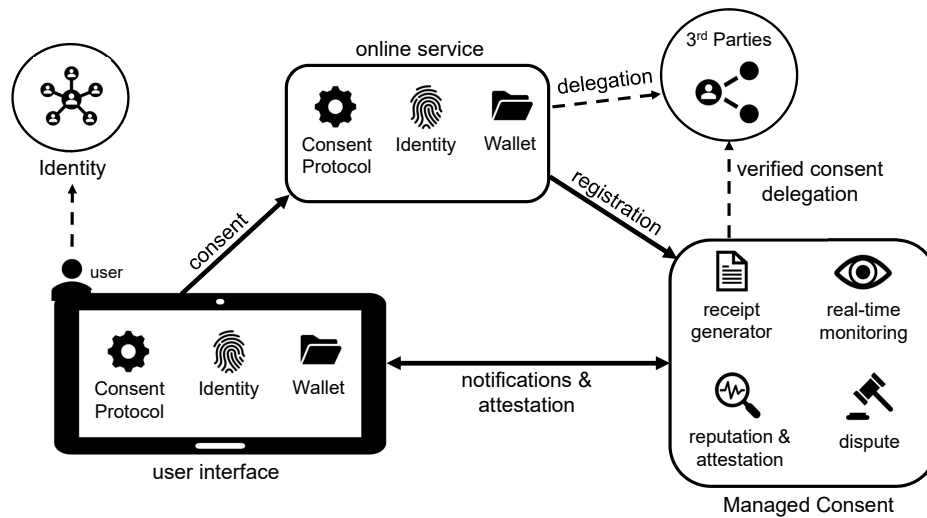 online service
3rd Parties
delegation
Consent
Protocol
Identity
Wallet
Identity
verified consent
delegation
consent
registration
user
receipt
generator
real-time
monitoring
Consent
Protocol
Identity
Wallet
notifications &
attestation
reputation &
attestation
dispute
user interface
Managed Consent